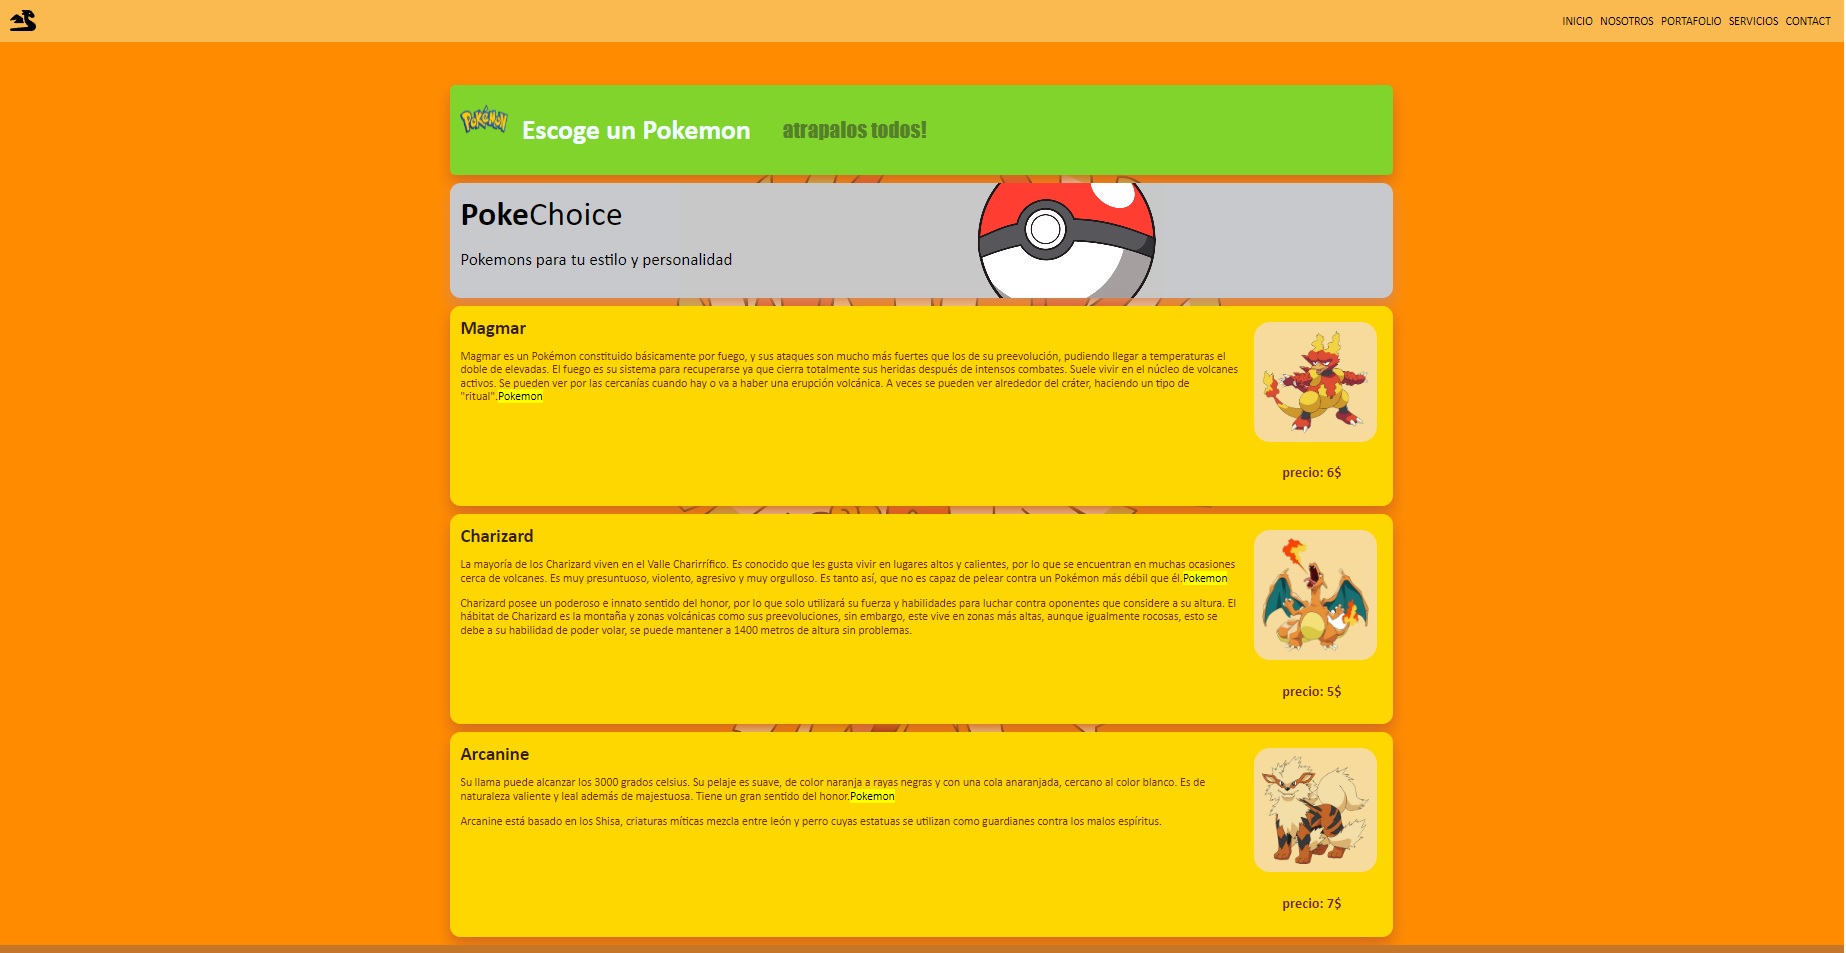 INICIO NOSOTROS PORTAFOLIO SERVICIOS CONTACT
POKéMON Escoge un Pokemon atrapalos todos!
PokeChoice
Pokemons para tu estilo y personalidad
Magmar
Magmar es un Pokémon constituido básicamente por fuego, y sus ataques son mucho más fuertes que los de su preevolución, pudiendo llegar a temperaturas el
doble de elevadas. El fuego es su sistema para recuperarse ya que cierra totalmente sus heridas después de intensos combates. Suele vivir en el núcleo de volcanes
activos. Se pueden ver por las cercanías cuando hay o va a haber una erupción volcánica. A veces se pueden ver alrededor del cráter, haciendo un tipo de
"ritual".Pokemon
precio: 6$
Charizard
La mayoría de los Charizard viven en el Valle Charirrífico. Es conocido que les gusta vivir en lugares altos y calientes, por lo que se encuentran en muchas ocasiones
cerca de volcanes. Es muy presuntuoso, violento, agresivo y muy orgulloso. Es tanto así, que no es capaz de pelear contra un Pokémon más débil que él.Pokemon
Charizard posee un poderoso e innato sentido del honor, por lo que solo utilizará su fuerza y habilidades para luchar contra oponentes que considere a su altura. El
hábitat de Charizard es la montaña y zonas volcánicas como sus preevoluciones, sin embargo, este vive en zonas más altas, aunque igualmente rocosas, esto se
debe a su habilidad de poder volar, se puede mantener a 1400 metros de altura sin problemas.
precio: 5$
Arcanine
Su llama puede alcanzar los 3000 grados celsius. Su pelaje es suave, de color naranja a rayas negras y con una cola anaranjada, cercano al color blanco. Es de
naturaleza valiente y leal además de majestuosa. Tiene un gran sentido del honor.Pokemon
Arcanine está basado en los Shisa, criaturas míticas mezcla entre león y perro cuyas estatuas se utilizan como guardianes contra los malos espíritus.
precio: 7$